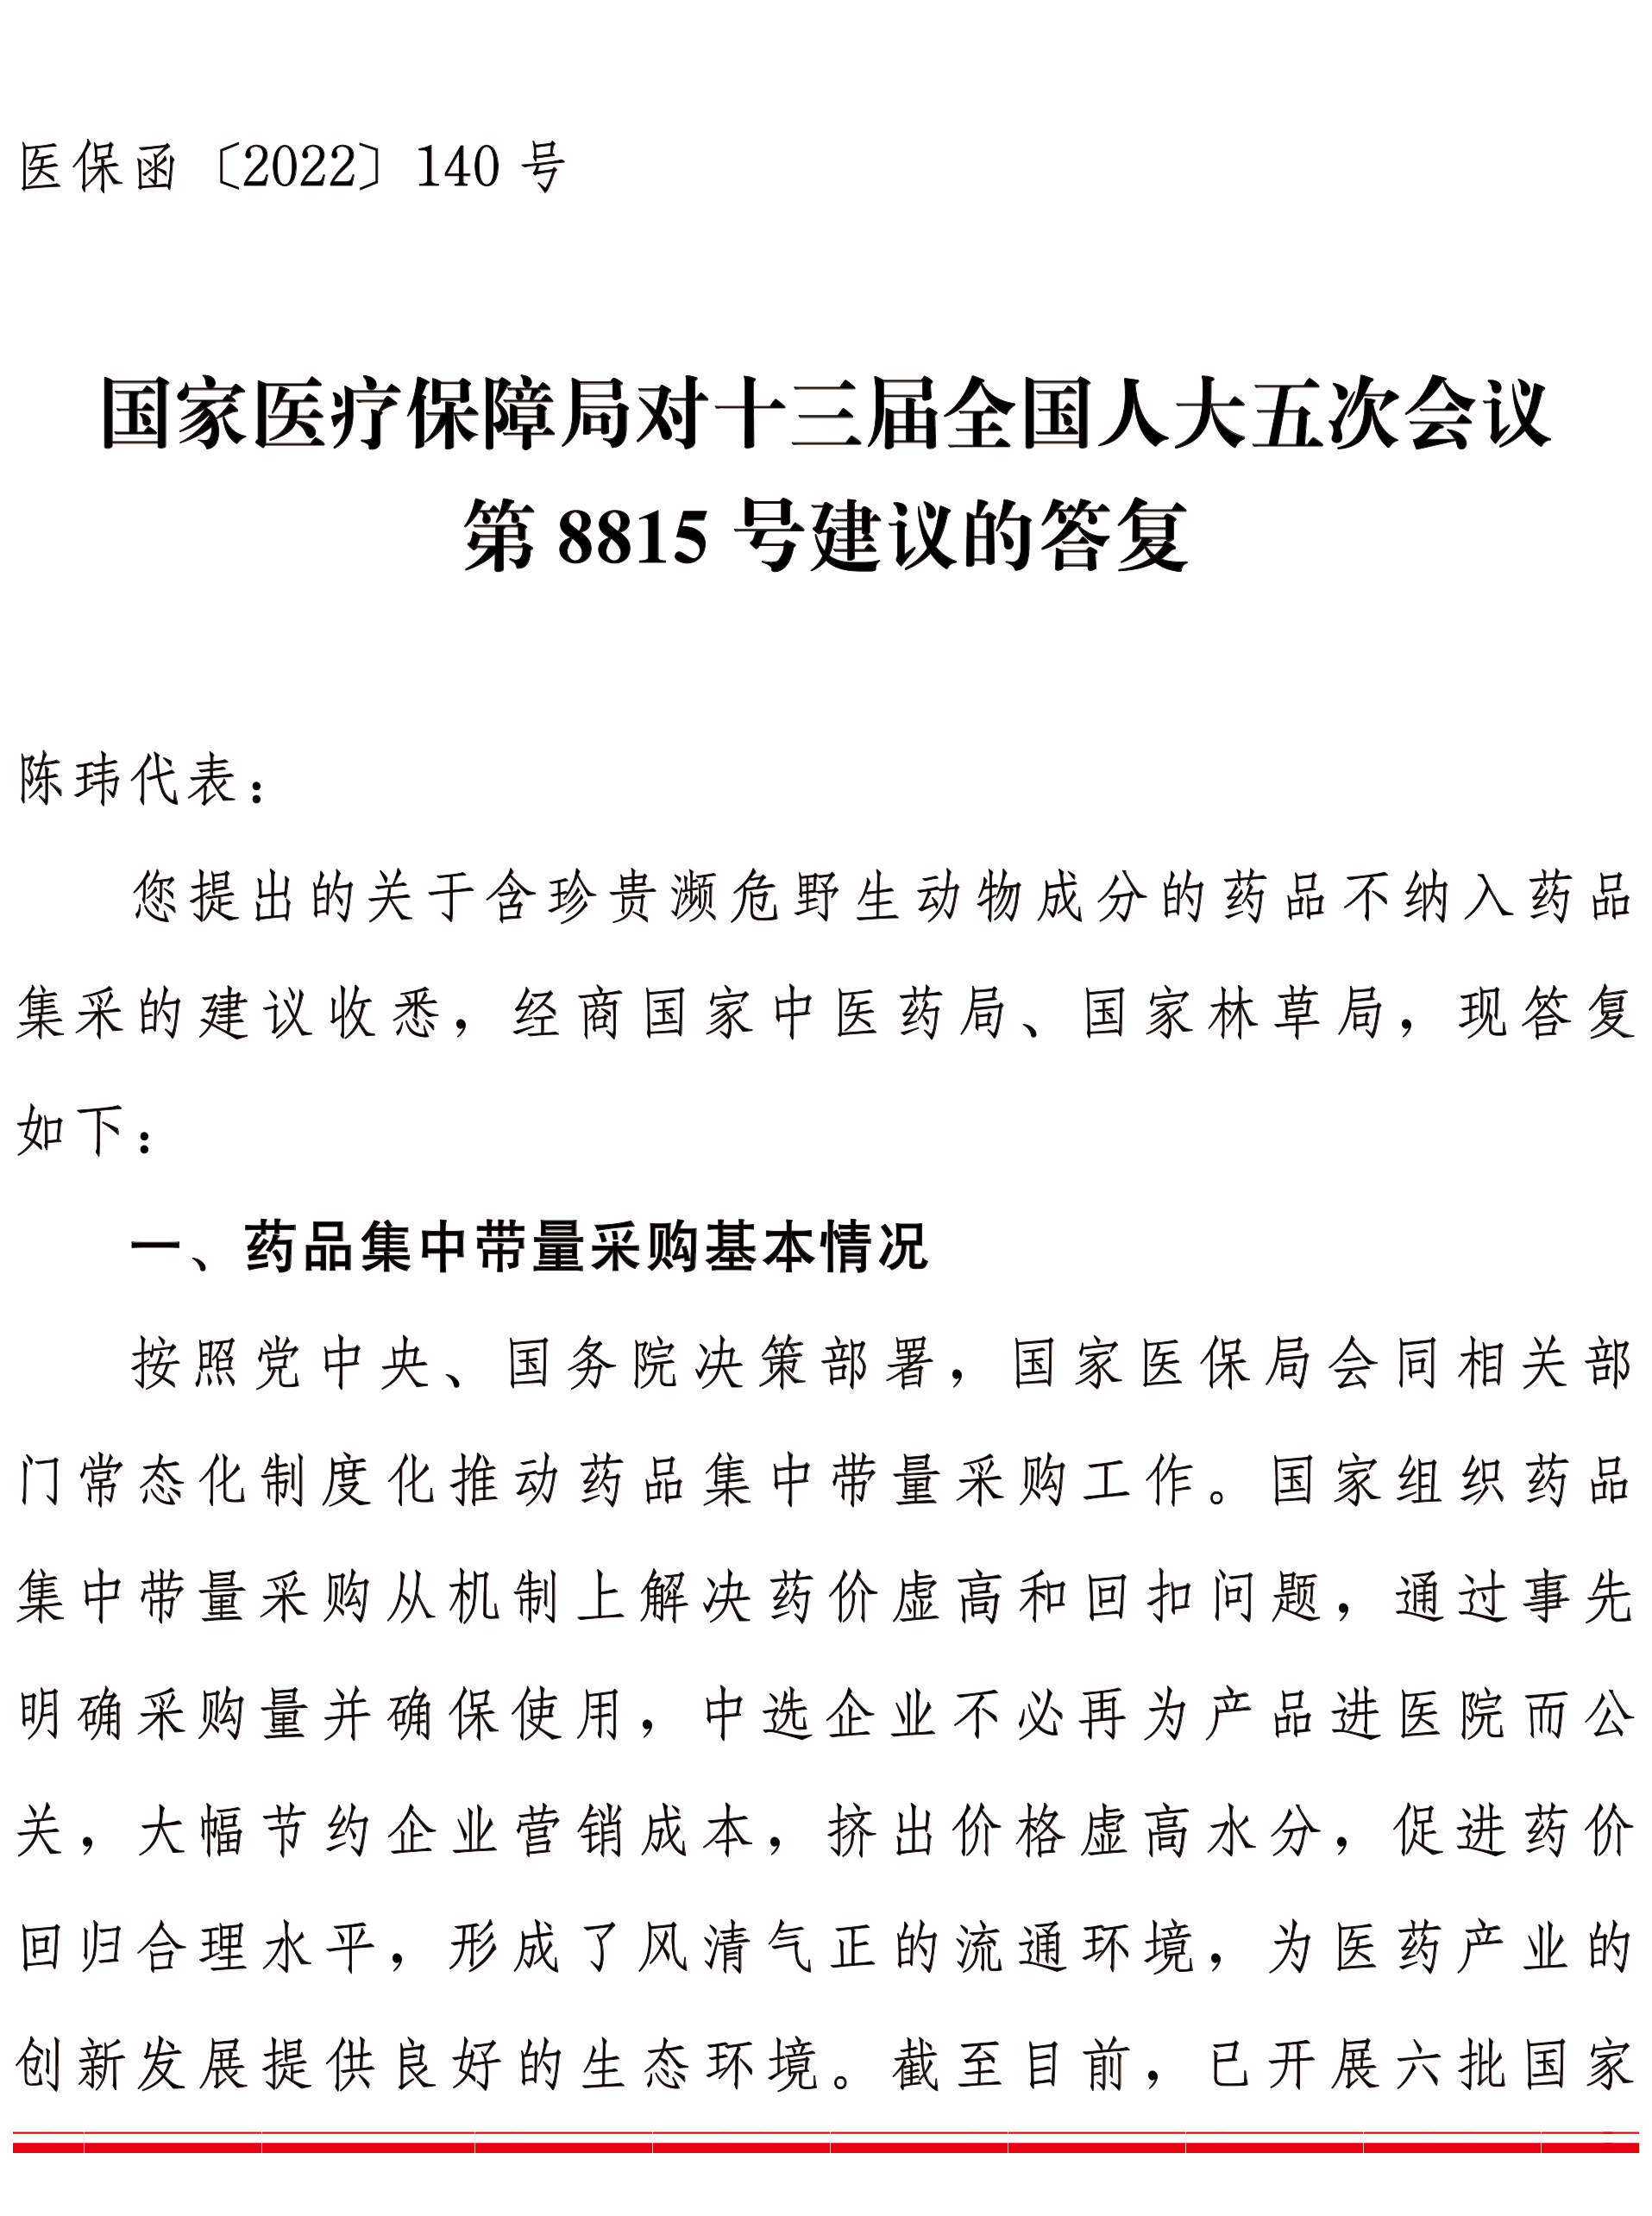 医保函〔2022〕140 号
国家医疗保障局对十三届全国人大五次会议
第 8815 号建议的答复
陈玮代表：
您提出的关于含珍贵濒危野生动物成分的药品不纳入药品
集采的建议收悉，经商国家中医药局、国家林草局，现答复
如下：
一、药品集中带量采购基本情况
按照党中央、国务院决策部署，国家医保局会同相关部
门常态化制度化推动药品集中带量采购工作。国家组织药品
集中带量采购从机制上解决药价虚高和回扣问题，通过事先
明确采购量并确保使用，中选企业不必再为产品进医院而公
关，大幅节约企业营销成本，挤出价格虚高水分，促进药价
回归合理水平，形成了风清气正的流通环境，为医药产业的
创新发展提供良好的生态环境。截至目前，已开展六批国家